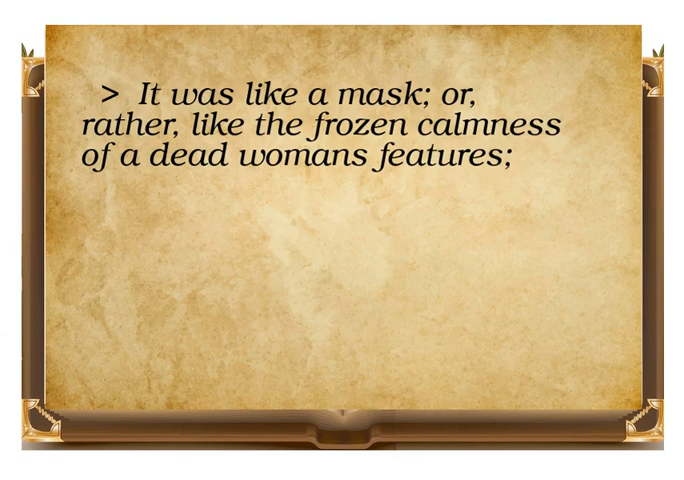 > It was like a mask; or,
rather, like the frozen calmness
of a dead womans features;